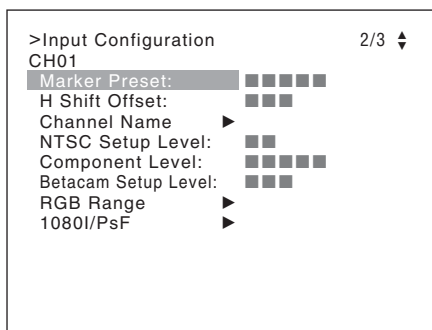 >Input Configuration 2/3
CH01
Marker Preset: ■■■■■
H Shift Offset: ■■■
Channel Name ▶
NTSC Setup Level: ■■
Component Level: ■■■■■
Betacam Setup Level: ■■■
RGB Range ▶
1080I/PsF ▶